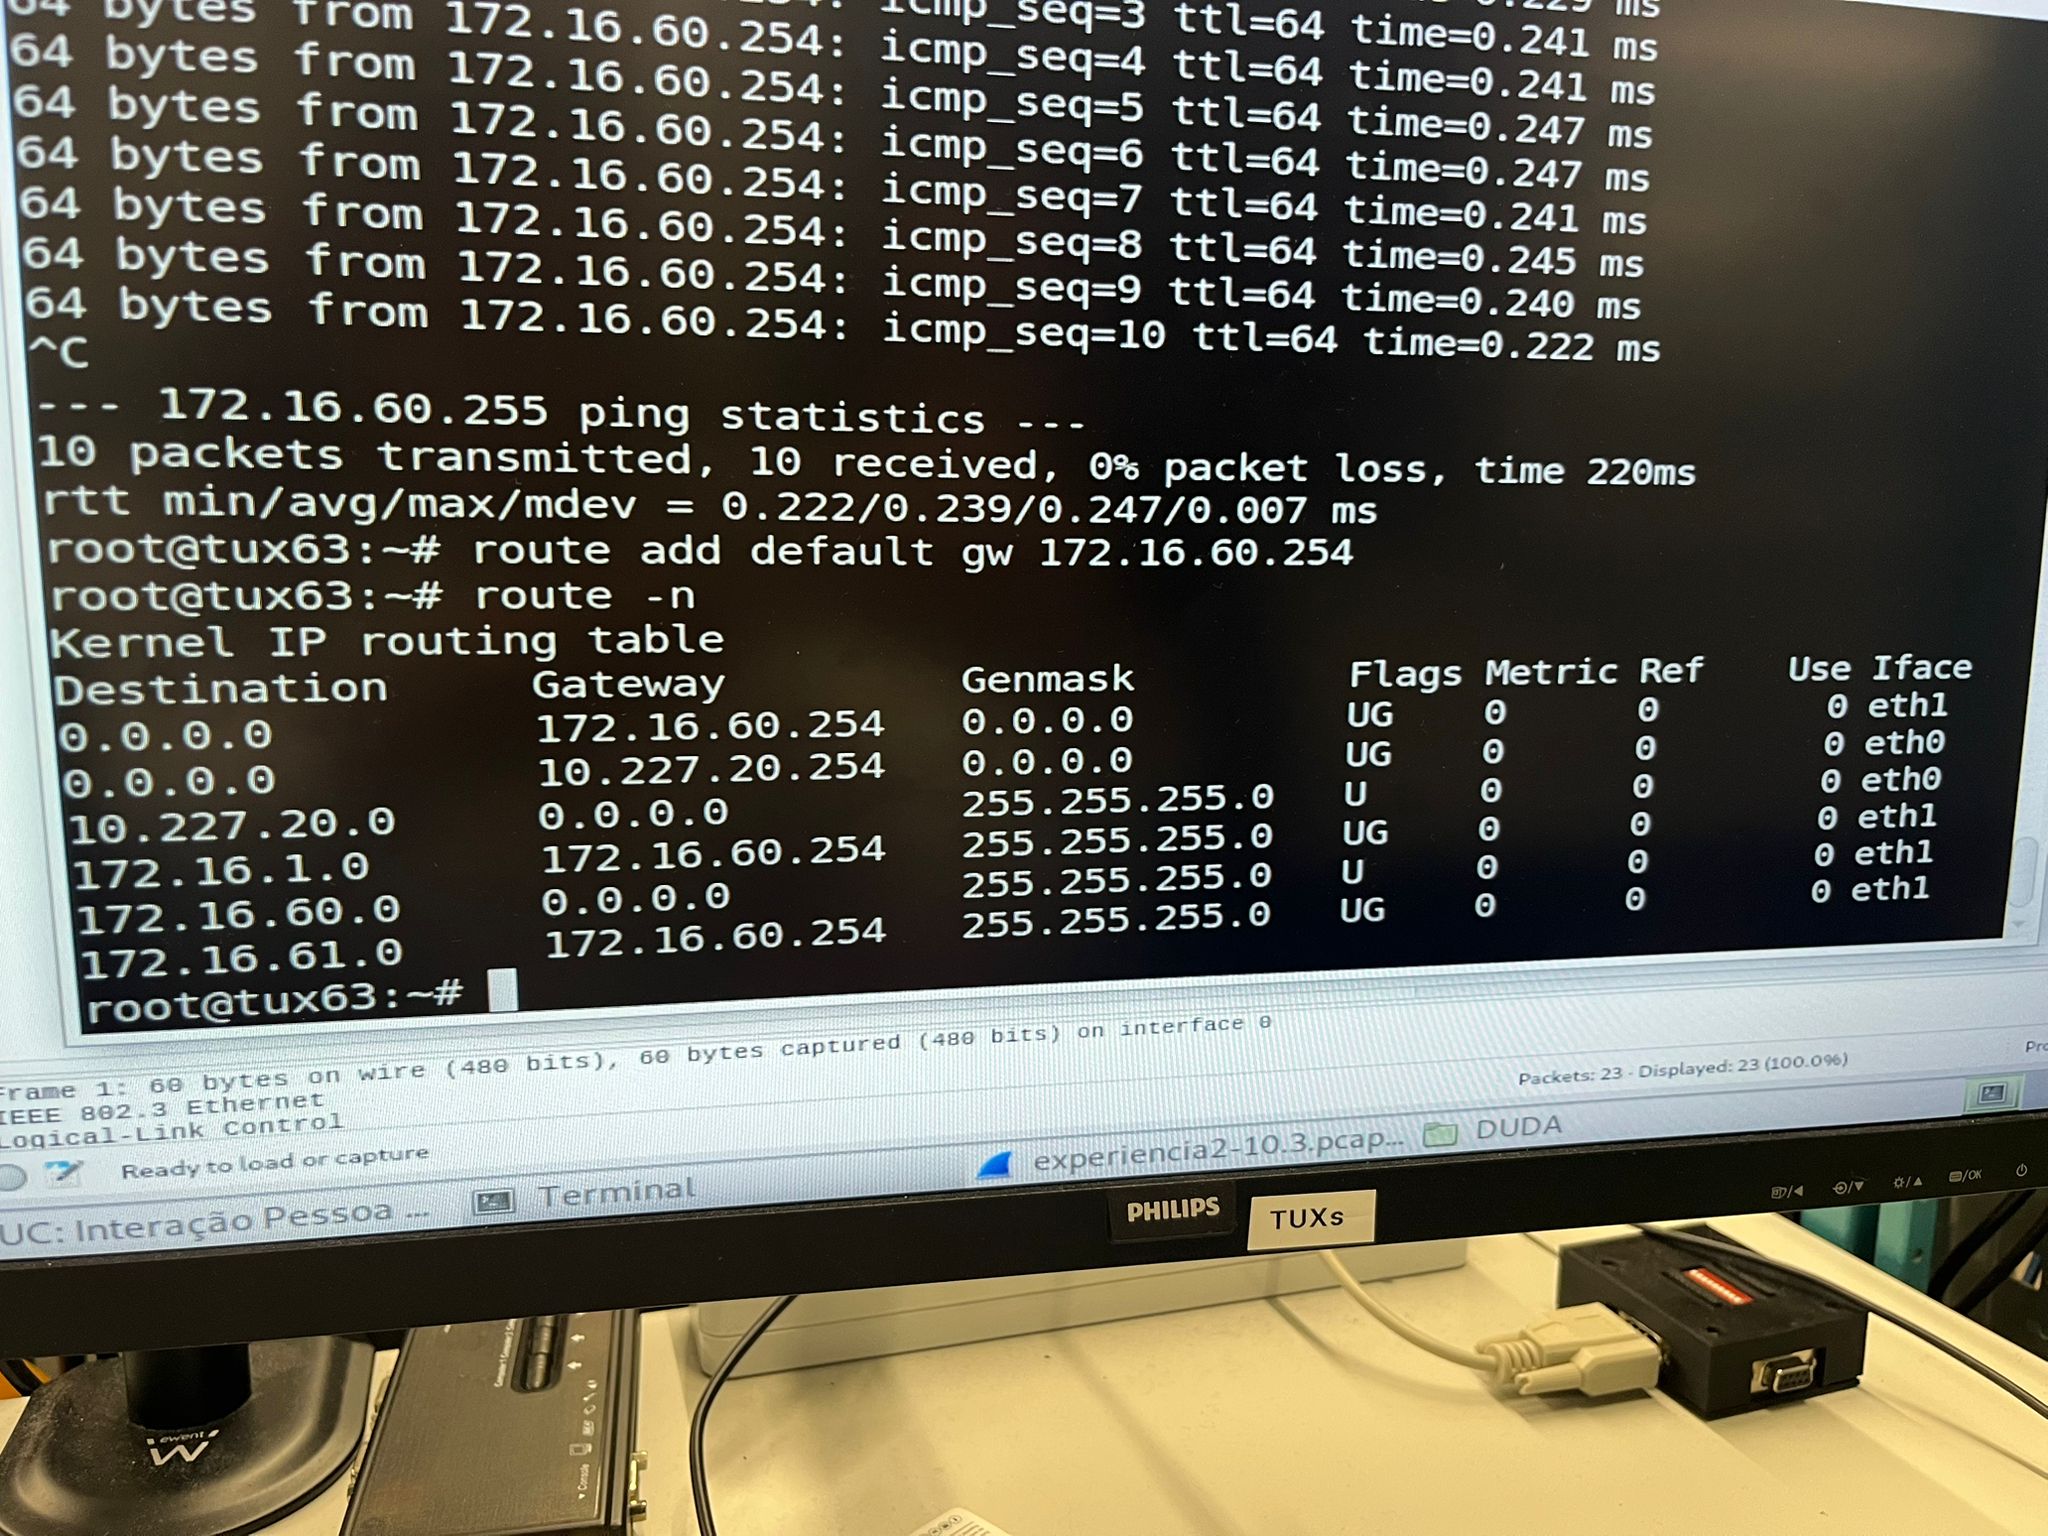 64 bytes from 172.16.60.254: icmp_seq=3 ttl=64 time=0.241 ms
64 bytes from 172.16.60.254: icmp_seq=4 ttl=64 time=0.241 ms
64 bytes from 172.16.60.254: icmp_seq=5 ttl=64 time=0.247 ms
64 bytes from 172.16.60.254: icmp_seq=6 ttl=64 time=0.247 ms
64 bytes from 172.16.60.254: icmp_seq=7 ttl=64 time=0.241 ms
64 bytes from 172.16.60.254: icmp_seq=8 ttl=64 time=0.245 ms
64 bytes from 172.16.60.254: icmp_seq=9 ttl=64 time=0.240 ms
64 bytes from 172.16.60.254: icmp_seq=10 ttl=64 time=0.222 ms
^C
--- 172.16.60.255 ping statistics ---
10 packets transmitted, 10 received, 0% packet loss, time 220ms
rtt min/avg/max/mdev = 0.222/0.239/0.247/0.007 ms
root@tux63:~# route add default gw 172.16.60.254
root@tux63:~# route -n
Kernel IP routing table
Destination Gateway Genmask Flags Metric Ref Use Iface
0.0.0.0 172.16.60.254 0.0.0.0 UG 0 0 0 eth1
0.0.0.0 10.227.20.254 0.0.0.0 UG 0 0 0 eth0
10.227.20.0 0.0.0.0 255.255.255.0 U 0 0 0 eth0
172.16.1.0 172.16.60.254 255.255.255.0 UG 0 0 0 eth1
172.16.60.0 0.0.0.0 255.255.255.0 U 0 0 0 eth1
172.16.61.0 172.16.60.254 255.255.255.0 UG 0 0 0 eth1
root@tux63:~#
Frame 1: 60 bytes on wire (480 bits), 60 bytes captured (480 bits) on interface 0
IEEE 802.3 Ethernet
Logical-Link Control
Ready to load or capture
Packets: 23 · Displayed: 23 (100.0%)
UC: Interação Pessoa ...
Terminal
experiencia2-10.3.pcap...
DUDA
PHILIPS
TUXs
/OK
ewent
Console